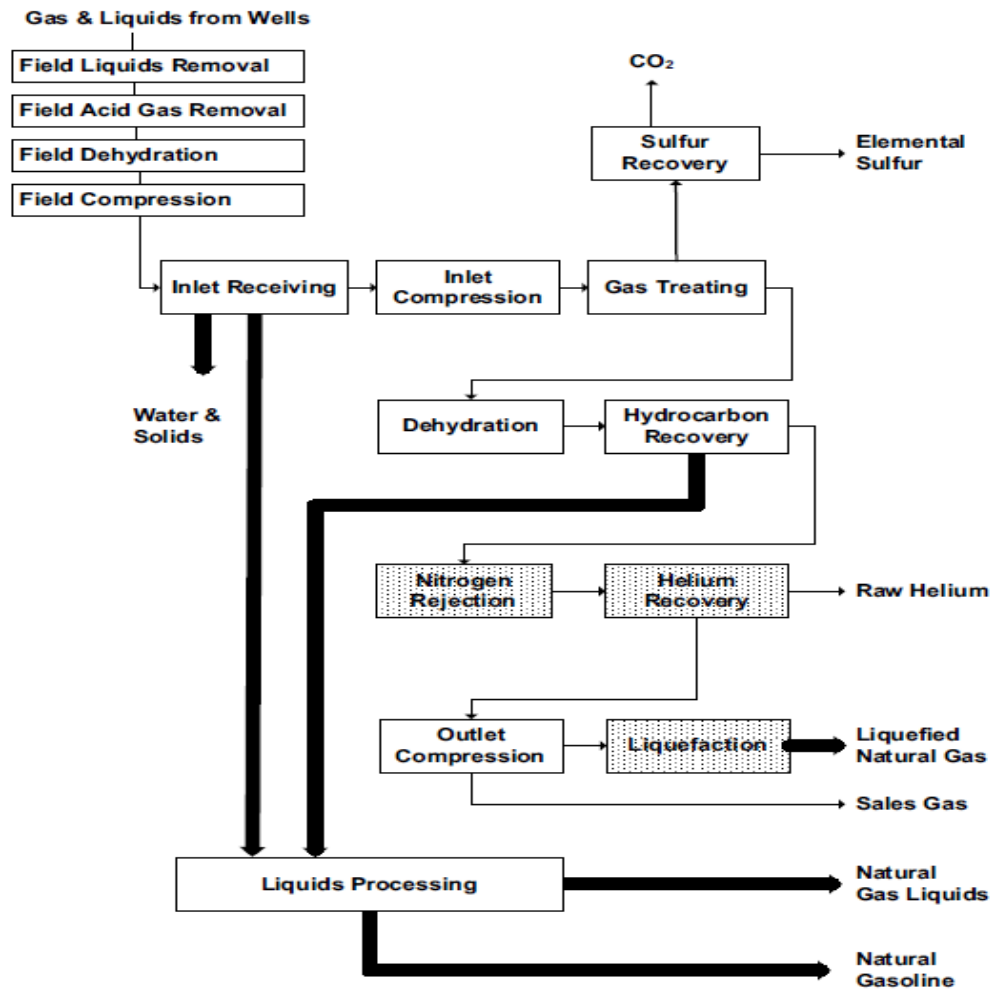 Gas & Liquids from Wells
Field Liquids Removal
Field Acid Gas Removal
Field Dehydration
Field Compression
CO₂
Sulfur
Recovery
Elemental
Sulfur
Inlet Receiving
Inlet
Compression
Gas Treating
Water &
Solids
Dehydration
Hydrocarbon
Recovery
Nitrogen
Rejection
Helium
Recovery
Raw Helium
Outlet
Compression
Liquefaction
Liquefied
Natural Gas
Sales Gas
Liquids Processing
Natural
Gas Liquids
Natural
Gasoline